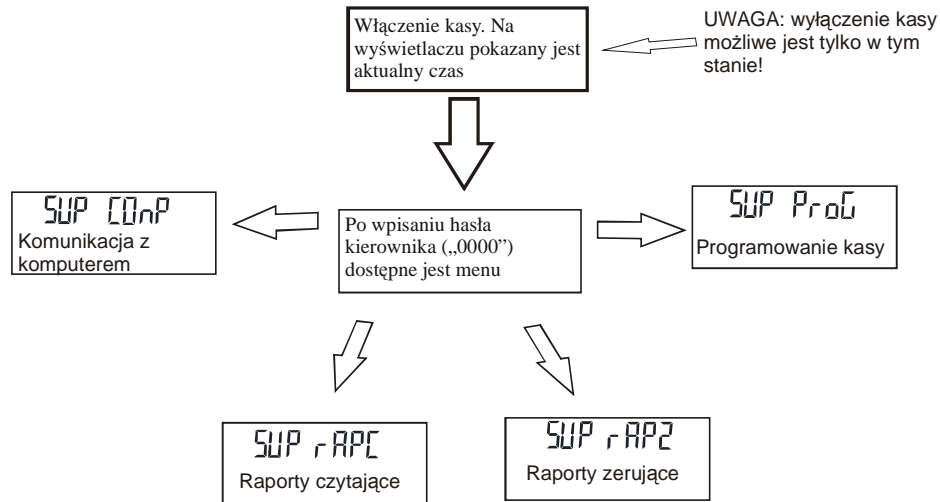 Włączenie kasy. Na
wyświetlaczu pokazany jest
aktualny czas
UWAGA: wyłączenie kasy
możliwe jest tylko w tym
stanie!
SUP COnP
Komunikacja z
komputerem
Po wpisaniu hasła
kierownika („0000”)
dostępne jest menu
SUP ProG
Programowanie kasy
SUP rAPC
Raporty czytające
SUP rAP2
Raporty zerujące